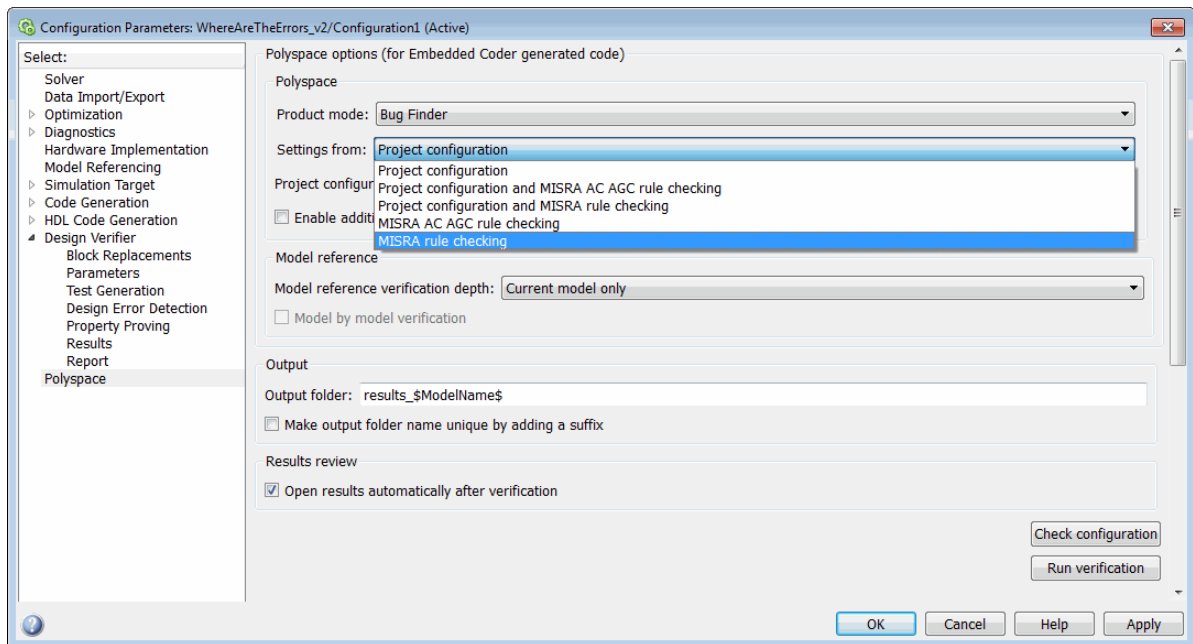 Configuration Parameters: WhereAreTheErrors_v2/Configuration1 (Active)
Select:
Solver
Data Import/Export
Optimization
Diagnostics
Hardware Implementation
Model Referencing
Simulation Target
Code Generation
HDL Code Generation
Design Verifier
Block Replacements
Parameters
Test Generation
Design Error Detection
Property Proving
Results
Report
Polyspace
Polyspace options (for Embedded Coder generated code)
Polyspace
Product mode: Bug Finder
Settings from: Project configuration
Project configuration
Project configuration and MISRA AC AGC rule checking
Project configuration and MISRA rule checking
MISRA AC AGC rule checking
MISRA rule checking
Project configur
Enable additi
Model reference
Model reference verification depth: Current model only
Model by model verification
Output
Output folder: results_$ModelName$
Make output folder name unique by adding a suffix
Results review
Open results automatically after verification
Check configuration
Run verification
OK Cancel Help Apply